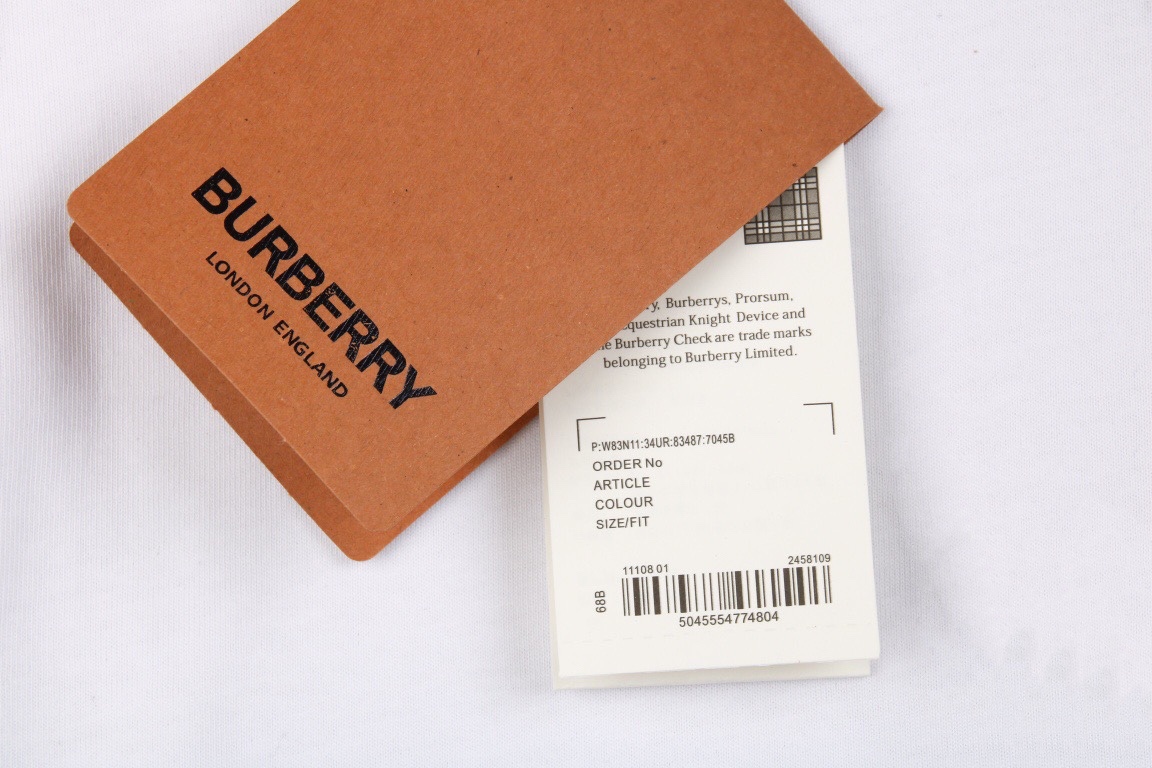 BURBERRY
LONDON ENGLAND
Burberrys, Prorsum,
Knight Device and
Burberry Check are trade marks
belonging to Burberry Limited.
P:W83N11:34UR:83487:7045B
ORDER No
ARTICLE
COLOUR
SIZE/FIT
11108 01
2458109
68B
5045554774804